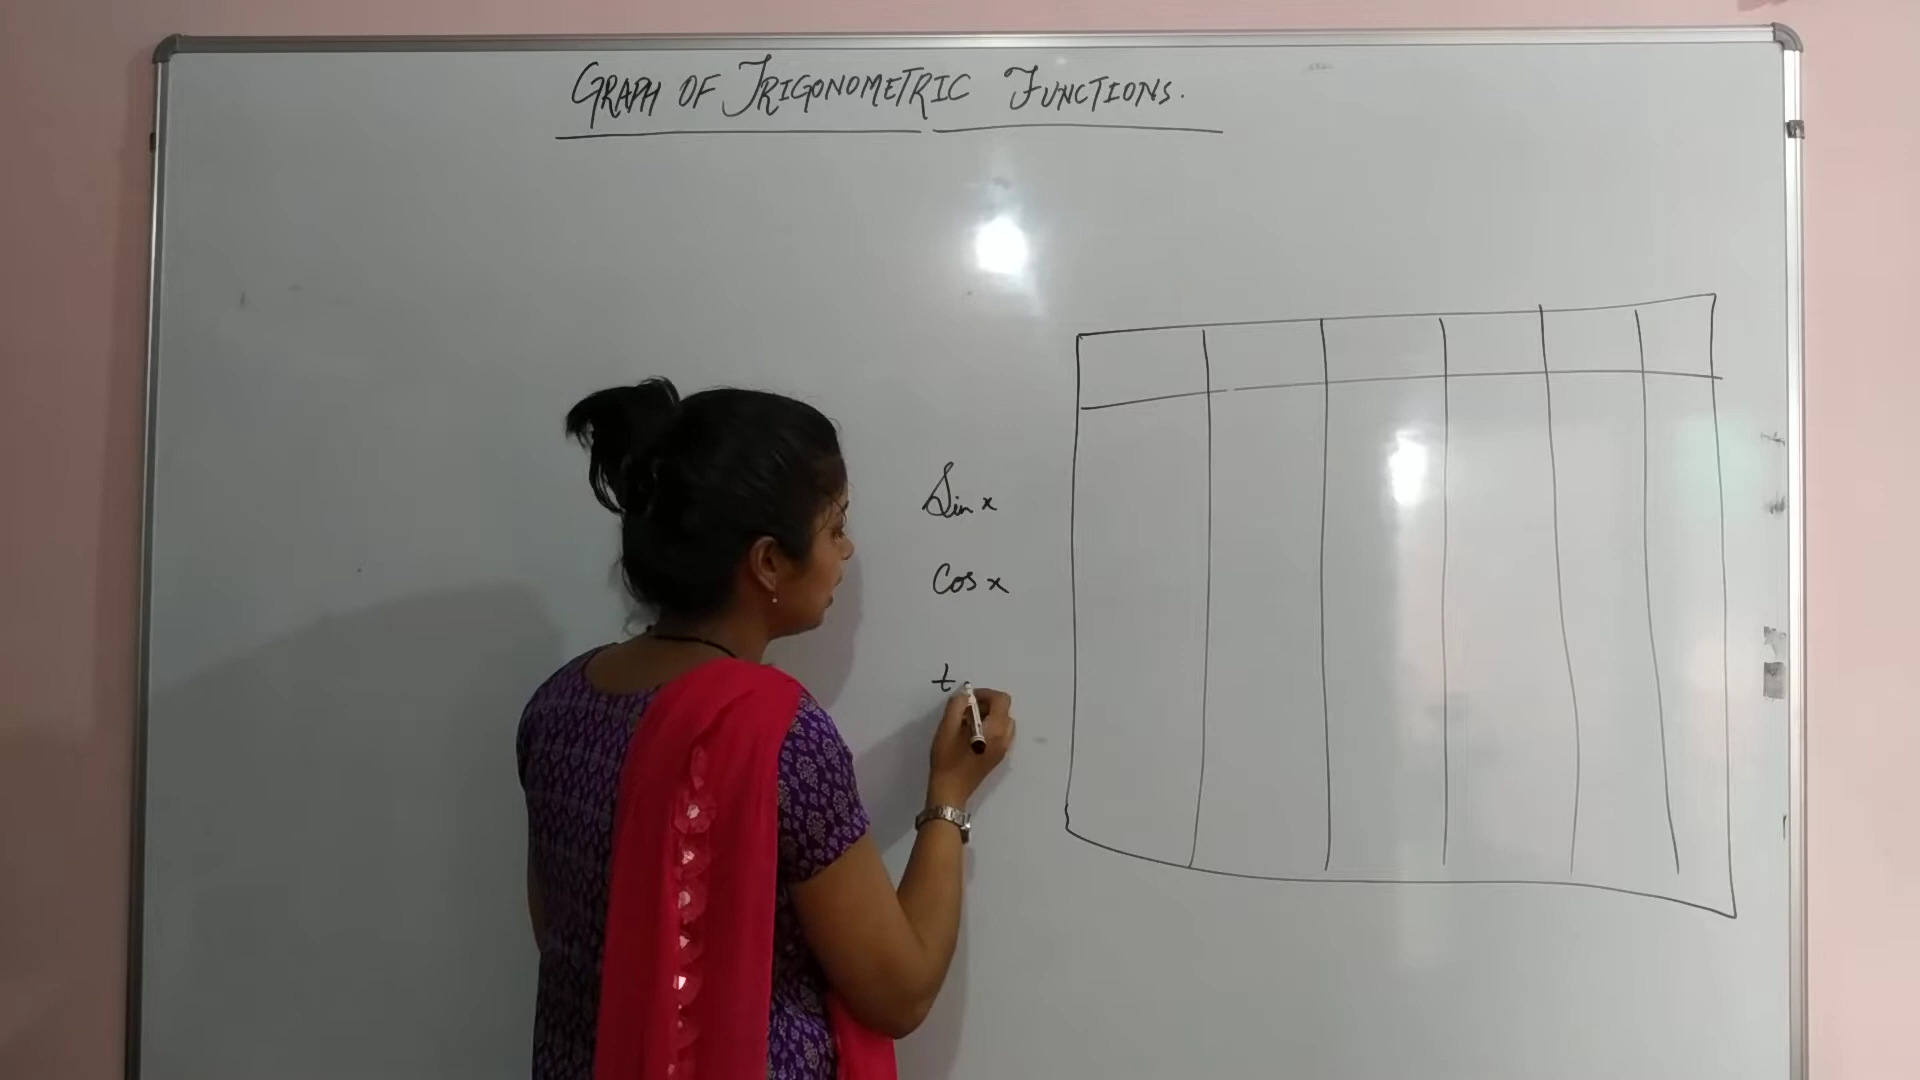 GRAPH OF TRIGONOMETRIC FUNCTIONS.
Sin x
Cos x
t